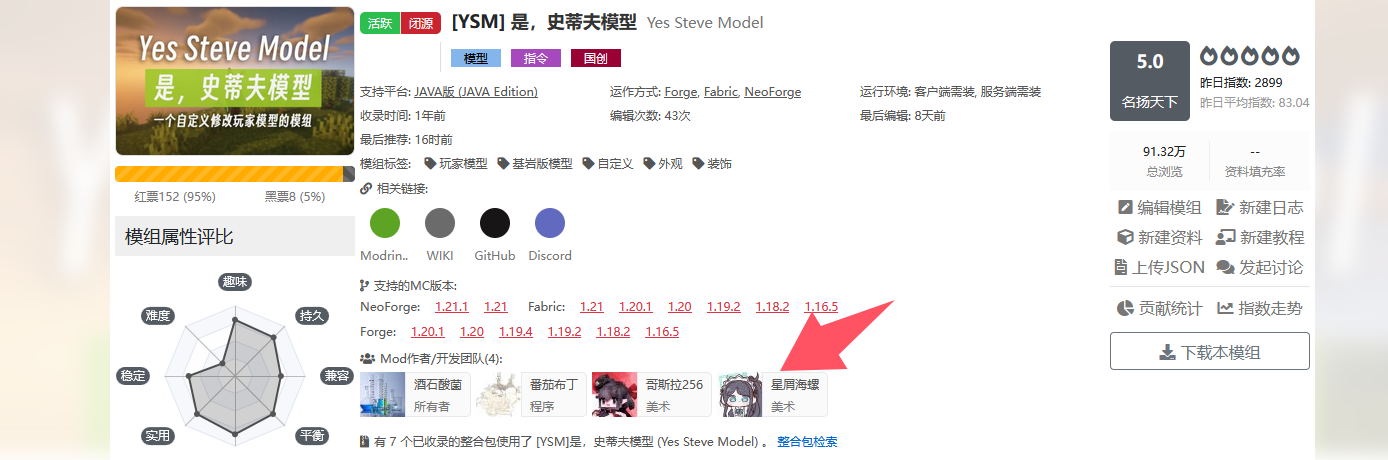 Yes Steve Model
是，史蒂夫模型
一个自定义修改玩家模型的模组
红票152 (95%) 黑票8 (5%)
模组属性评比
趣味
难度 持久
稳定 兼容
实用 平衡
活跃 闭源 [YSM] 是，史蒂夫模型 Yes Steve Model
模型 指令 国创
支持平台: JAVA版 (JAVA Edition) 运作方式: Forge, Fabric, NeoForge 运行环境: 客户端需装, 服务端需装
收录时间: 1年前 编辑次数: 43次 最后编辑: 8天前
最后推荐: 16时前
模组标签: 玩家模型 基岩版模型 自定义 外观 装饰
相关链接:
Modrin.. WIKI GitHub Discord
支持的MC版本:
NeoForge: 1.21.1 1.21 Fabric: 1.21 1.20.1 1.20 1.19.2 1.18.2 1.16.5
Forge: 1.20.1 1.20 1.19.4 1.19.2 1.18.2 1.16.5
Mod作者/开发团队(4):
酒石酸菌 番茄布丁 哥斯拉256 星屑海螺
所有者 程序 美术 美术
有 7 个已收录的整合包使用了 [YSM]是，史蒂夫模型 (Yes Steve Model) 。 整合包检索
5.0
名扬天下
昨日指数: 2899
昨日平均指数: 83.04
91.32万 --
总浏览 资料填充率
编辑模组 新建日志
新建资料 新建教程
上传JSON 发起讨论
贡献统计 指数走势
下载本模组